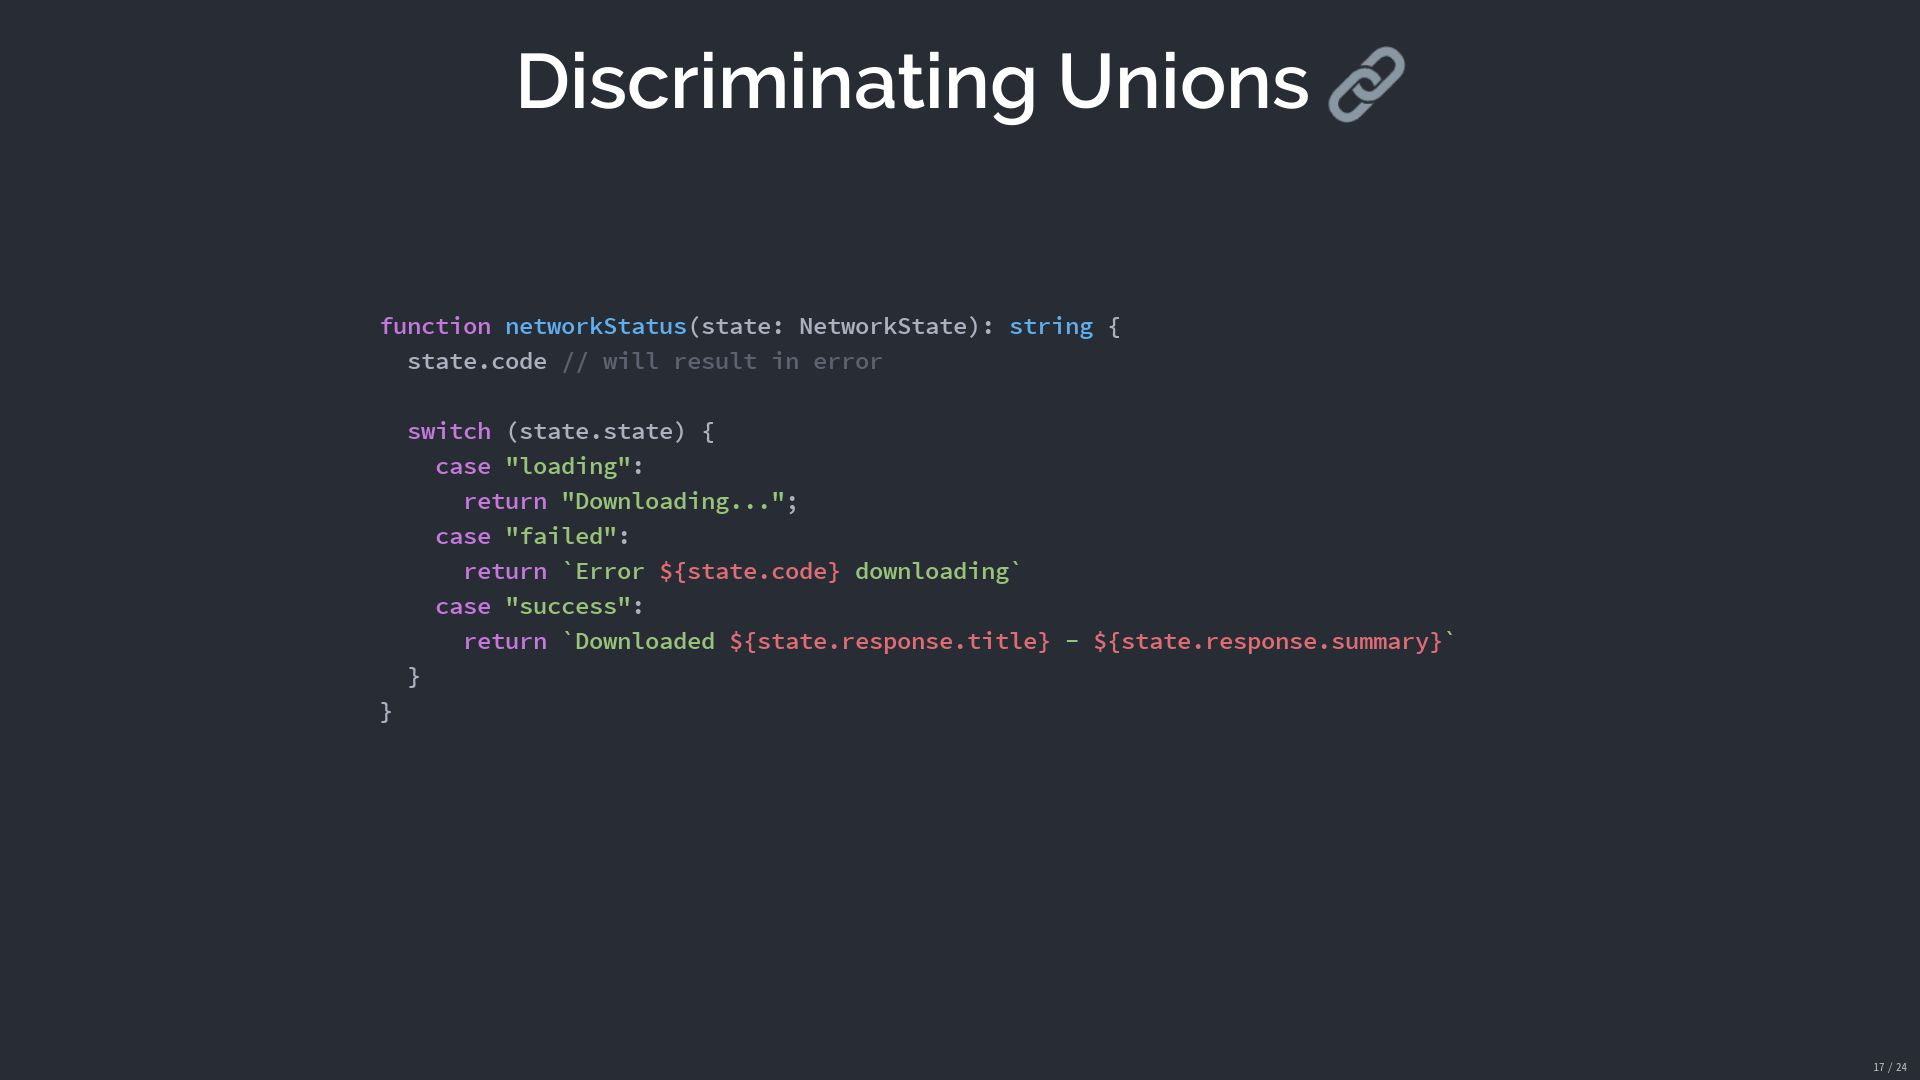 Discriminating Unions 🔗
function networkStatus(state: NetworkState): string {
  state.code // will result in error
  switch (state.state) {
    case "loading":
      return "Downloading...";
    case "failed":
      return `Error ${state.code} downloading`
    case "success":
      return `Downloaded ${state.response.title} - ${state.response.summary}`
  }
}
17 / 24